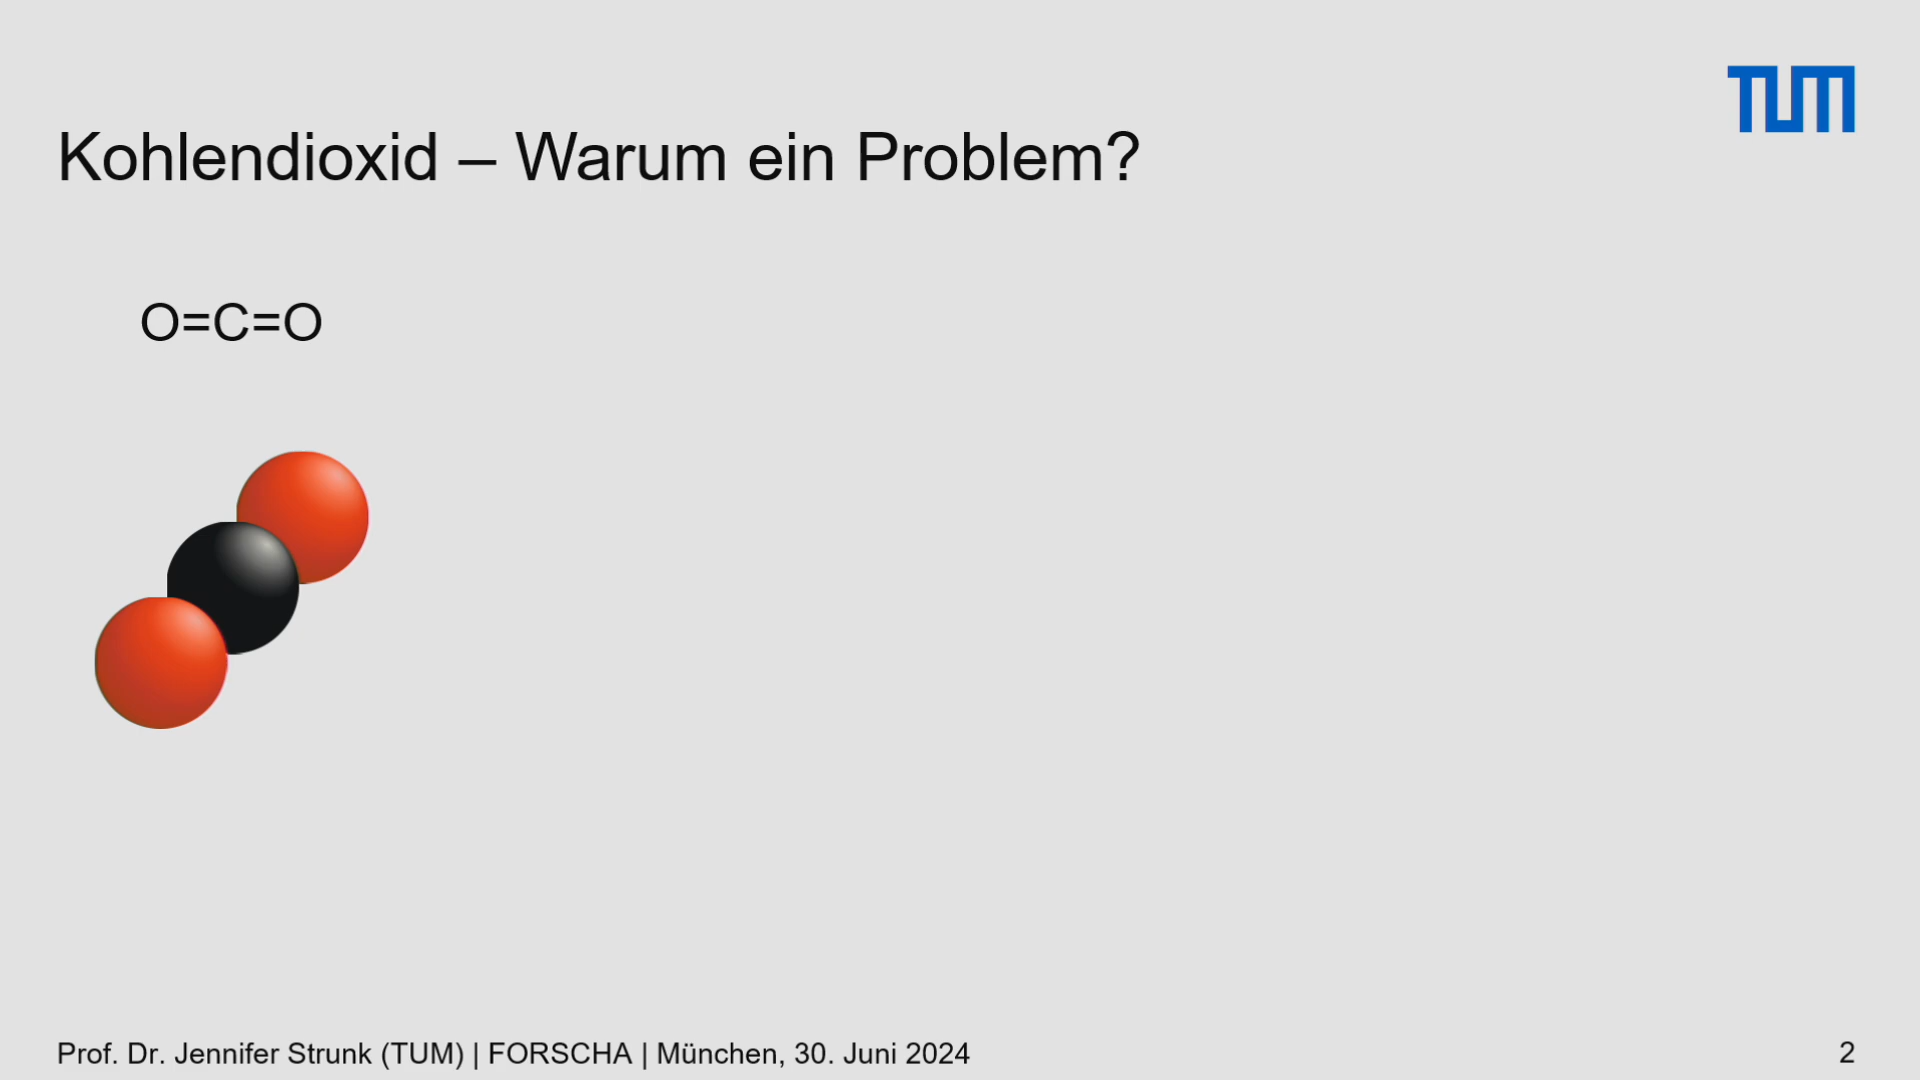 TUM
Kohlendioxid – Warum ein Problem?
O=C=O
Prof. Dr. Jennifer Strunk (TUM) | FORSCHA | München, 30. Juni 2024
2